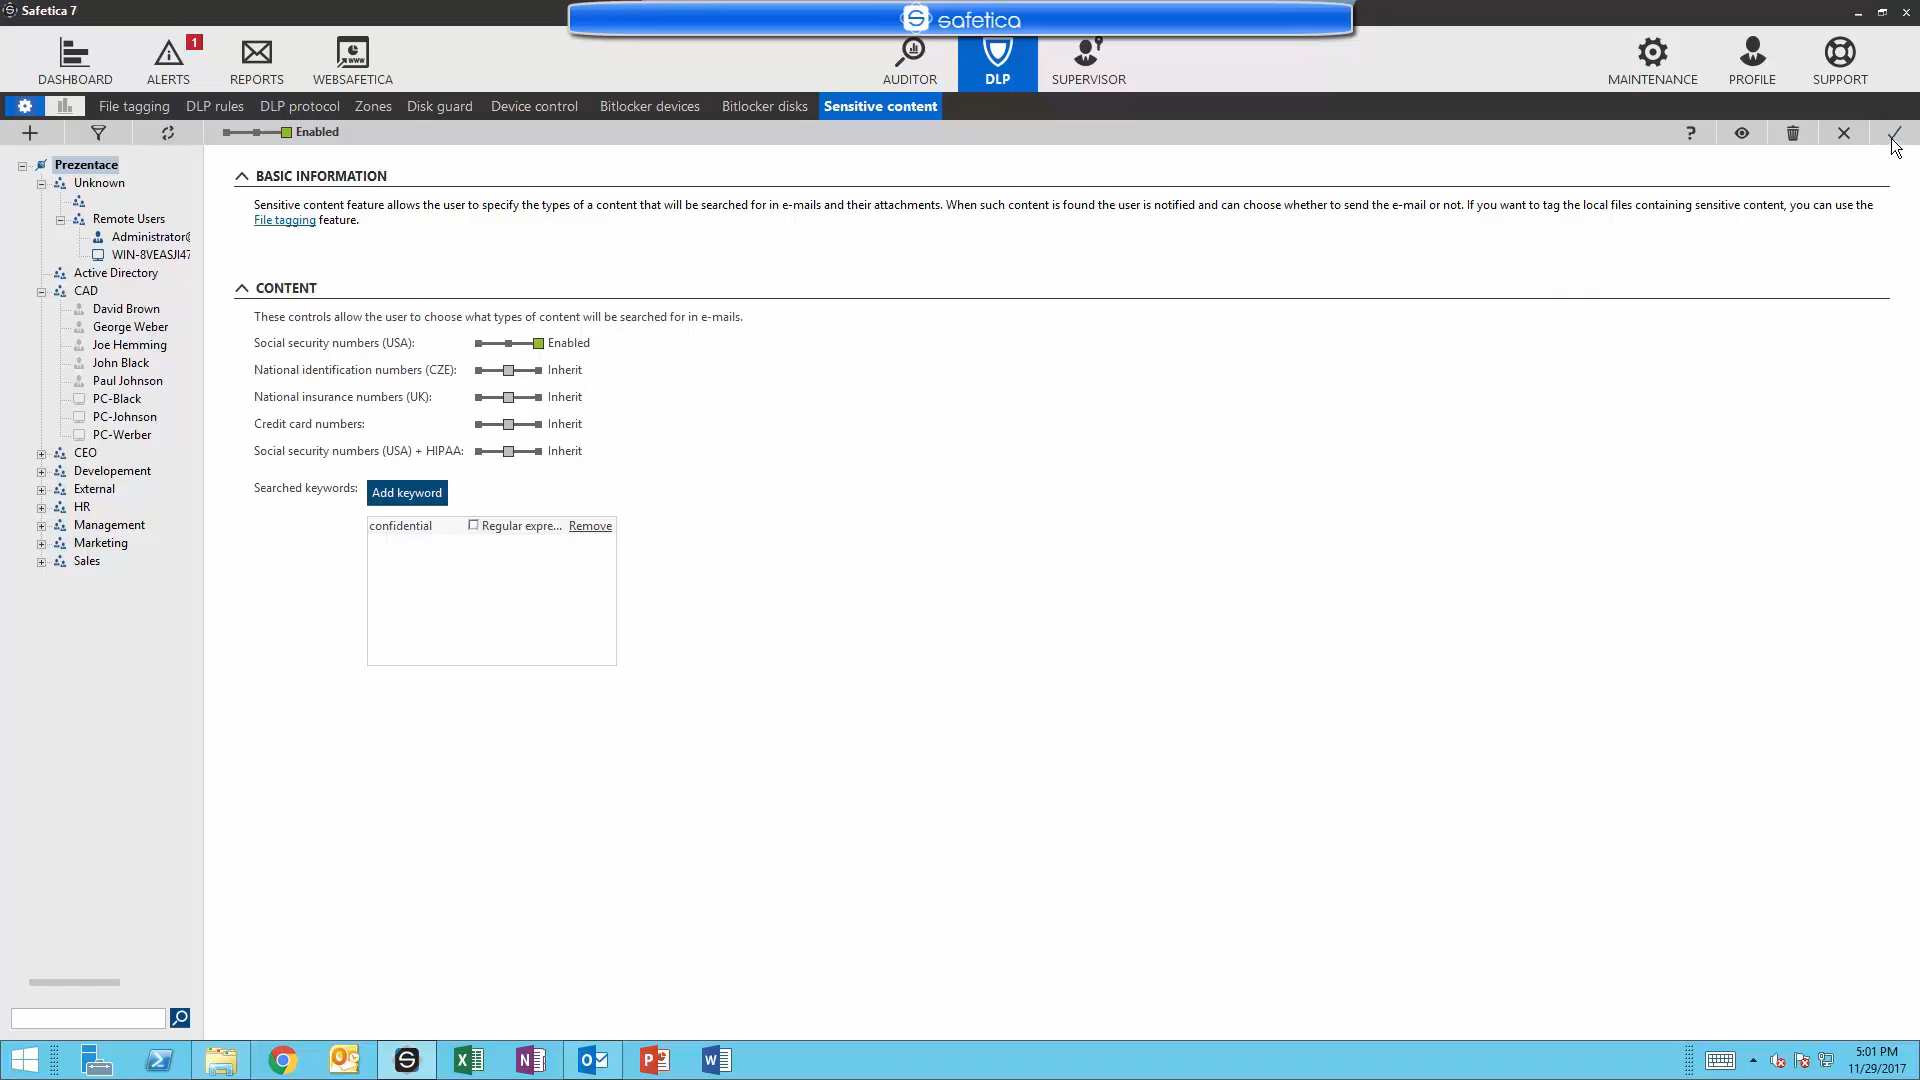 Safetica 7
safetica
DASHBOARD
ALERTS
1
REPORTS
www
WEBSAFETICA
AUDITOR
DLP
SUPERVISOR
MAINTENANCE
PROFILE
SUPPORT
File tagging
DLP rules
DLP protocol
Zones
Disk guard
Device control
Bitlocker devices
Bitlocker disks
Sensitive content
Enabled
?
Prezentace
Unknown
Remote Users
Administrator@
WIN-8VEASJI47
Active Directory
CAD
David Brown
George Weber
Joe Hemming
John Black
Paul Johnson
PC-Black
PC-Johnson
PC-Werber
CEO
Developement
External
HR
Management
Marketing
Sales
BASIC INFORMATION
Sensitive content feature allows the user to specify the types of a content that will be searched for in e-mails and their attachments. When such content is found the user is notified and can choose whether to send the e-mail or not. If you want to tag the local files containing sensitive content, you can use the
File tagging feature.
CONTENT
These controls allow the user to choose what types of content will be searched for in e-mails.
Social security numbers (USA): Enabled
National identification numbers (CZE): Inherit
National insurance numbers (UK): Inherit
Credit card numbers: Inherit
Social security numbers (USA) + HIPAA: Inherit
Searched keywords: Add keyword
confidential Regular expre... Remove
5:01 PM
11/29/2017